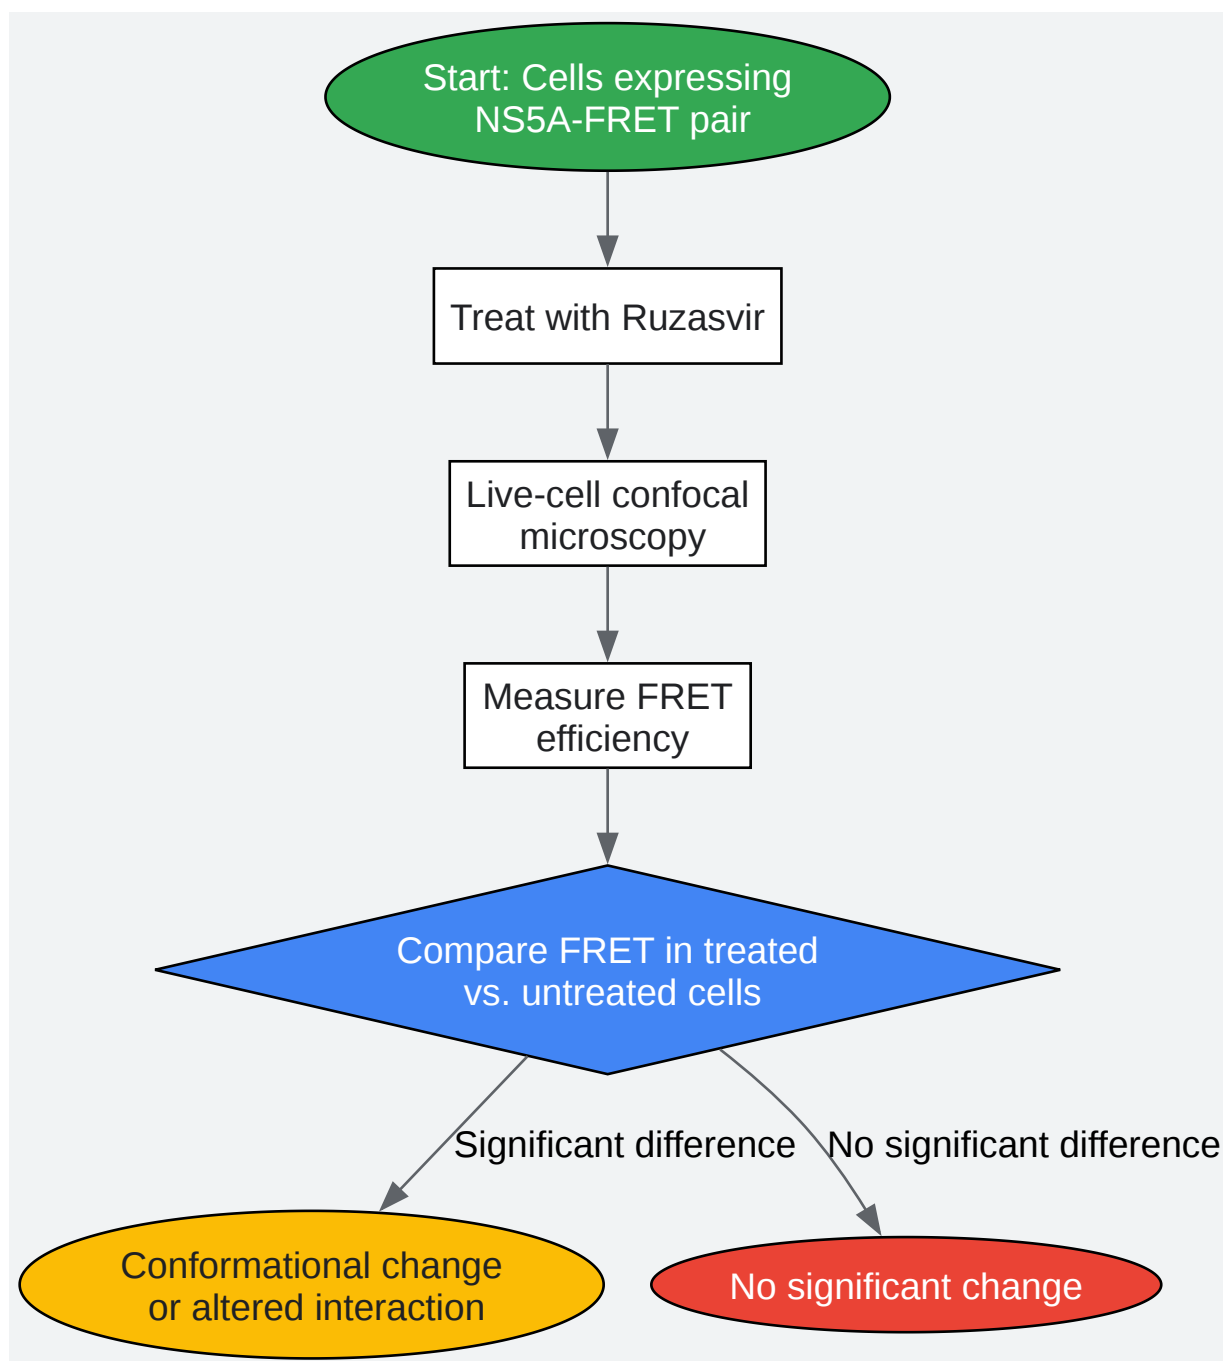 Start: Cells expressing
NS5A-FRET pair
Treat with Ruzasvir
Live-cell confocal
microscopy
Measure FRET
efficiency
Compare FRET in treated
vs. untreated cells
Significant difference
No significant difference
Conformational change
or altered interaction
No significant change